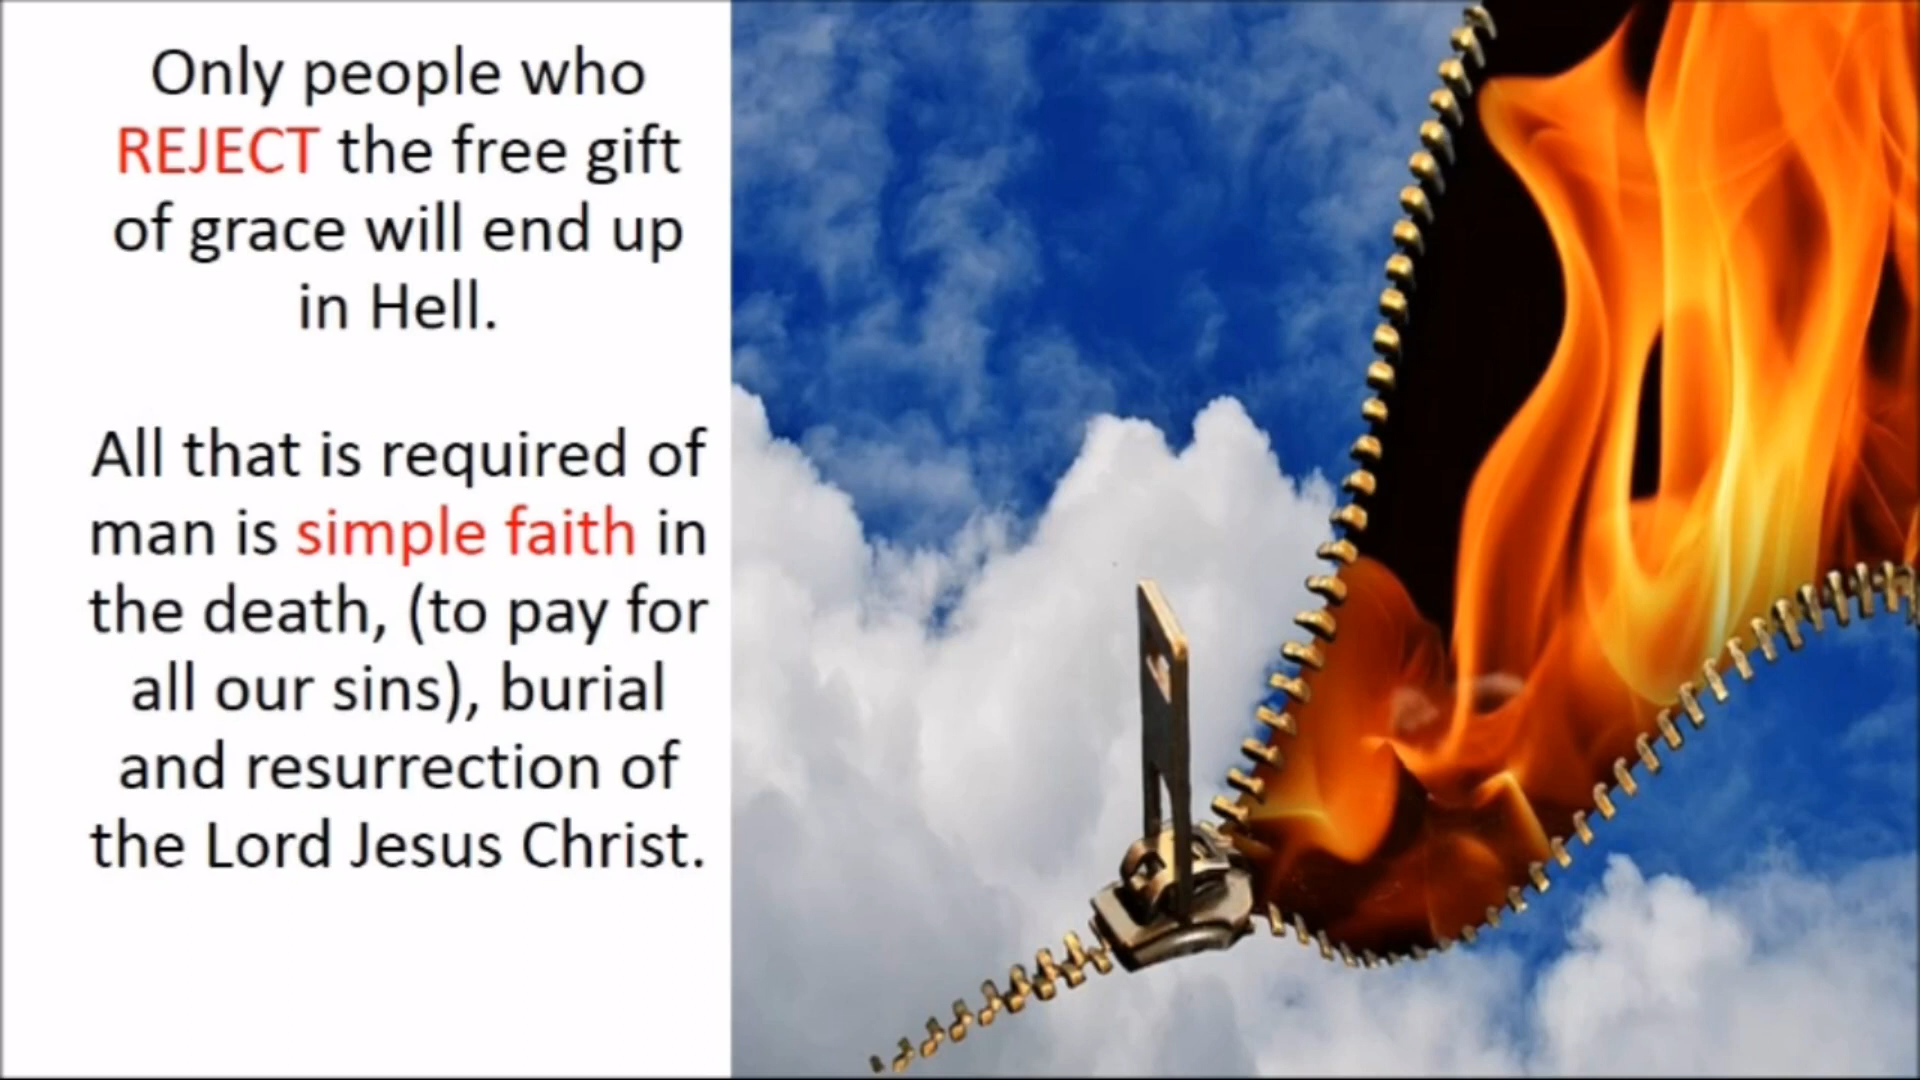 Only people who
REJECT the free gift
of grace will end up
in Hell.
All that is required of
man is simple faith in
the death, (to pay for
all our sins), burial
and resurrection of
the Lord Jesus Christ.